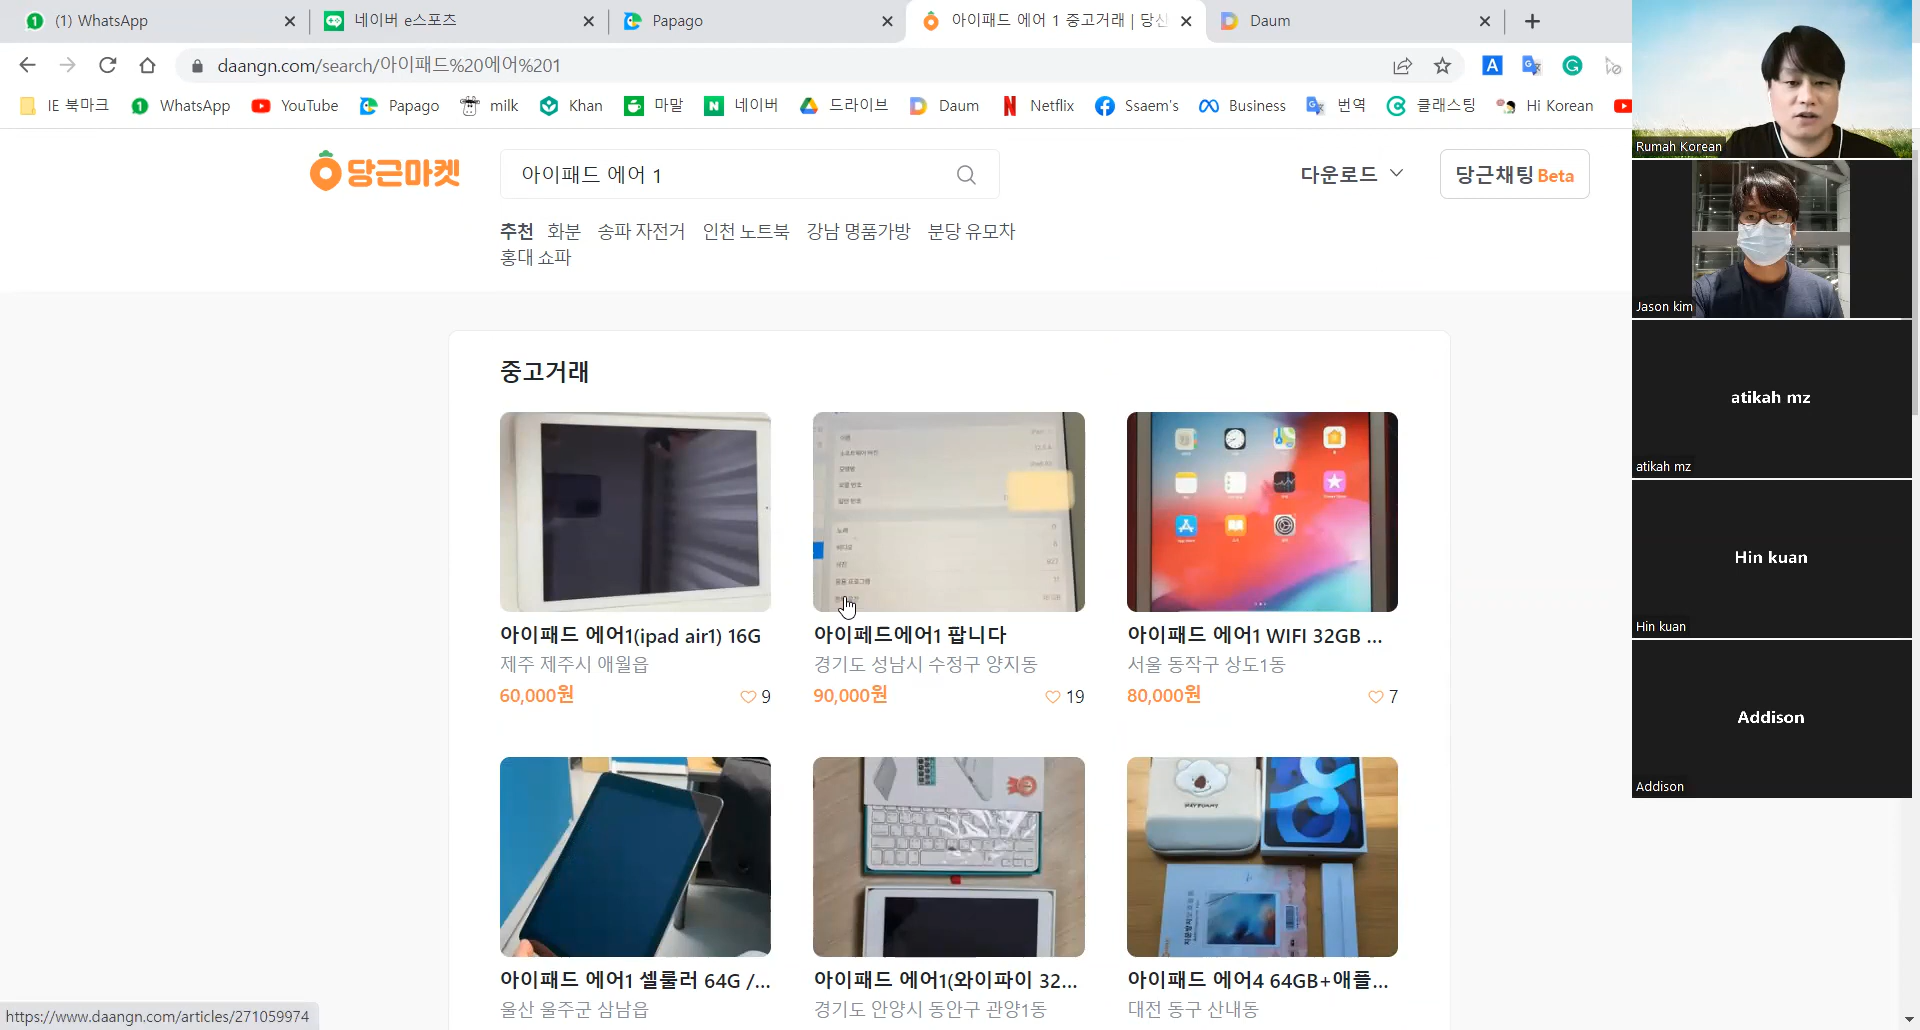 (1) WhatsApp
네이버 e스포츠
Papago
아이패드 에어 1 중고거래 | 당신
Daum
daangn.com/search/아이패드%20에어%201
IE 북마크
WhatsApp
YouTube
Papago
milk
Khan
마말
네이버
드라이브
Daum
Netflix
Ssaem's
Business
번역
클래스팅
Hi Korean
당근마켓
아이패드 에어 1
다운로드
당근채팅 Beta
추천 화분 송파 자전거 인천 노트북 강남 명품가방 분당 유모차
홍대 쇼파
중고거래
아이패드 에어1(ipad air1) 16G
제주 제주시 애월읍
60,000원
9
아이페드에어1 팝니다
경기도 성남시 수정구 양지동
90,000원
19
아이패드 에어1 WIFI 32GB ...
서울 동작구 상도1동
80,000원
7
아이패드 에어1 셀룰러 64G /...
울산 울주군 삼남읍
아이패드 에어1(와이파이 32...
경기도 안양시 동안구 관양1동
아이패드 에어4 64GB+애플...
대전 동구 산내동
https://www.daangn.com/articles/271059974
Rumah Korean
Jason kim
atikah mz
atikah mz
Hin kuan
Hin kuan
Addison
Addison